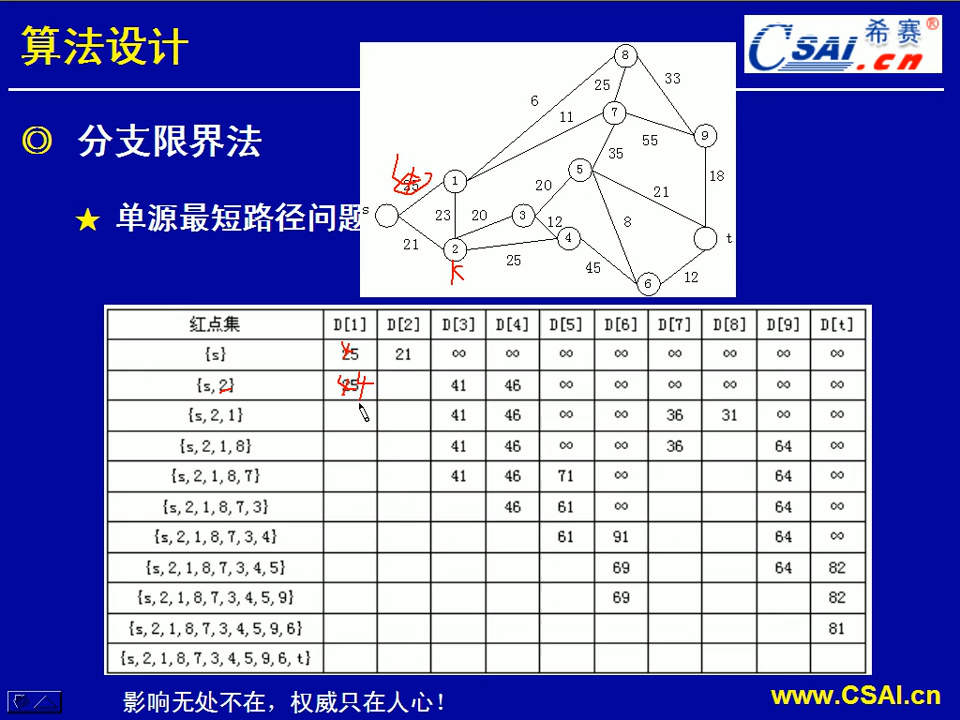 算法设计
CSAI.cn 希赛®
◎ 分支限界法
★ 单源最短路径问题
8
25
33
6
11
7
55
9
35
5
25
1
20
21
18
s
23
20
3
12
8
4
t
21
2
25
45
6
12
红点集 D[1] D[2] D[3] D[4] D[5] D[6] D[7] D[8] D[9] D[t]
{s} 25 21 ∞ ∞ ∞ ∞ ∞ ∞ ∞ ∞
{s,2} 25 41 46 ∞ ∞ ∞ ∞ ∞ ∞
{s,2,1} 41 46 ∞ ∞ 36 31 ∞ ∞
{s,2,1,8} 41 46 ∞ ∞ 36 64 ∞
{s,2,1,8,7} 41 46 71 ∞ 64 ∞
{s,2,1,8,7,3} 46 61 ∞ 64 ∞
{s,2,1,8,7,3,4} 61 91 64 ∞
{s,2,1,8,7,3,4,5} 69 64 82
{s,2,1,8,7,3,4,5,9} 69 82
{s,2,1,8,7,3,4,5,9,6} 81
{s,2,1,8,7,3,4,5,9,6,t}
影响无处不在，权威只在人心！
www.CSAI.cn